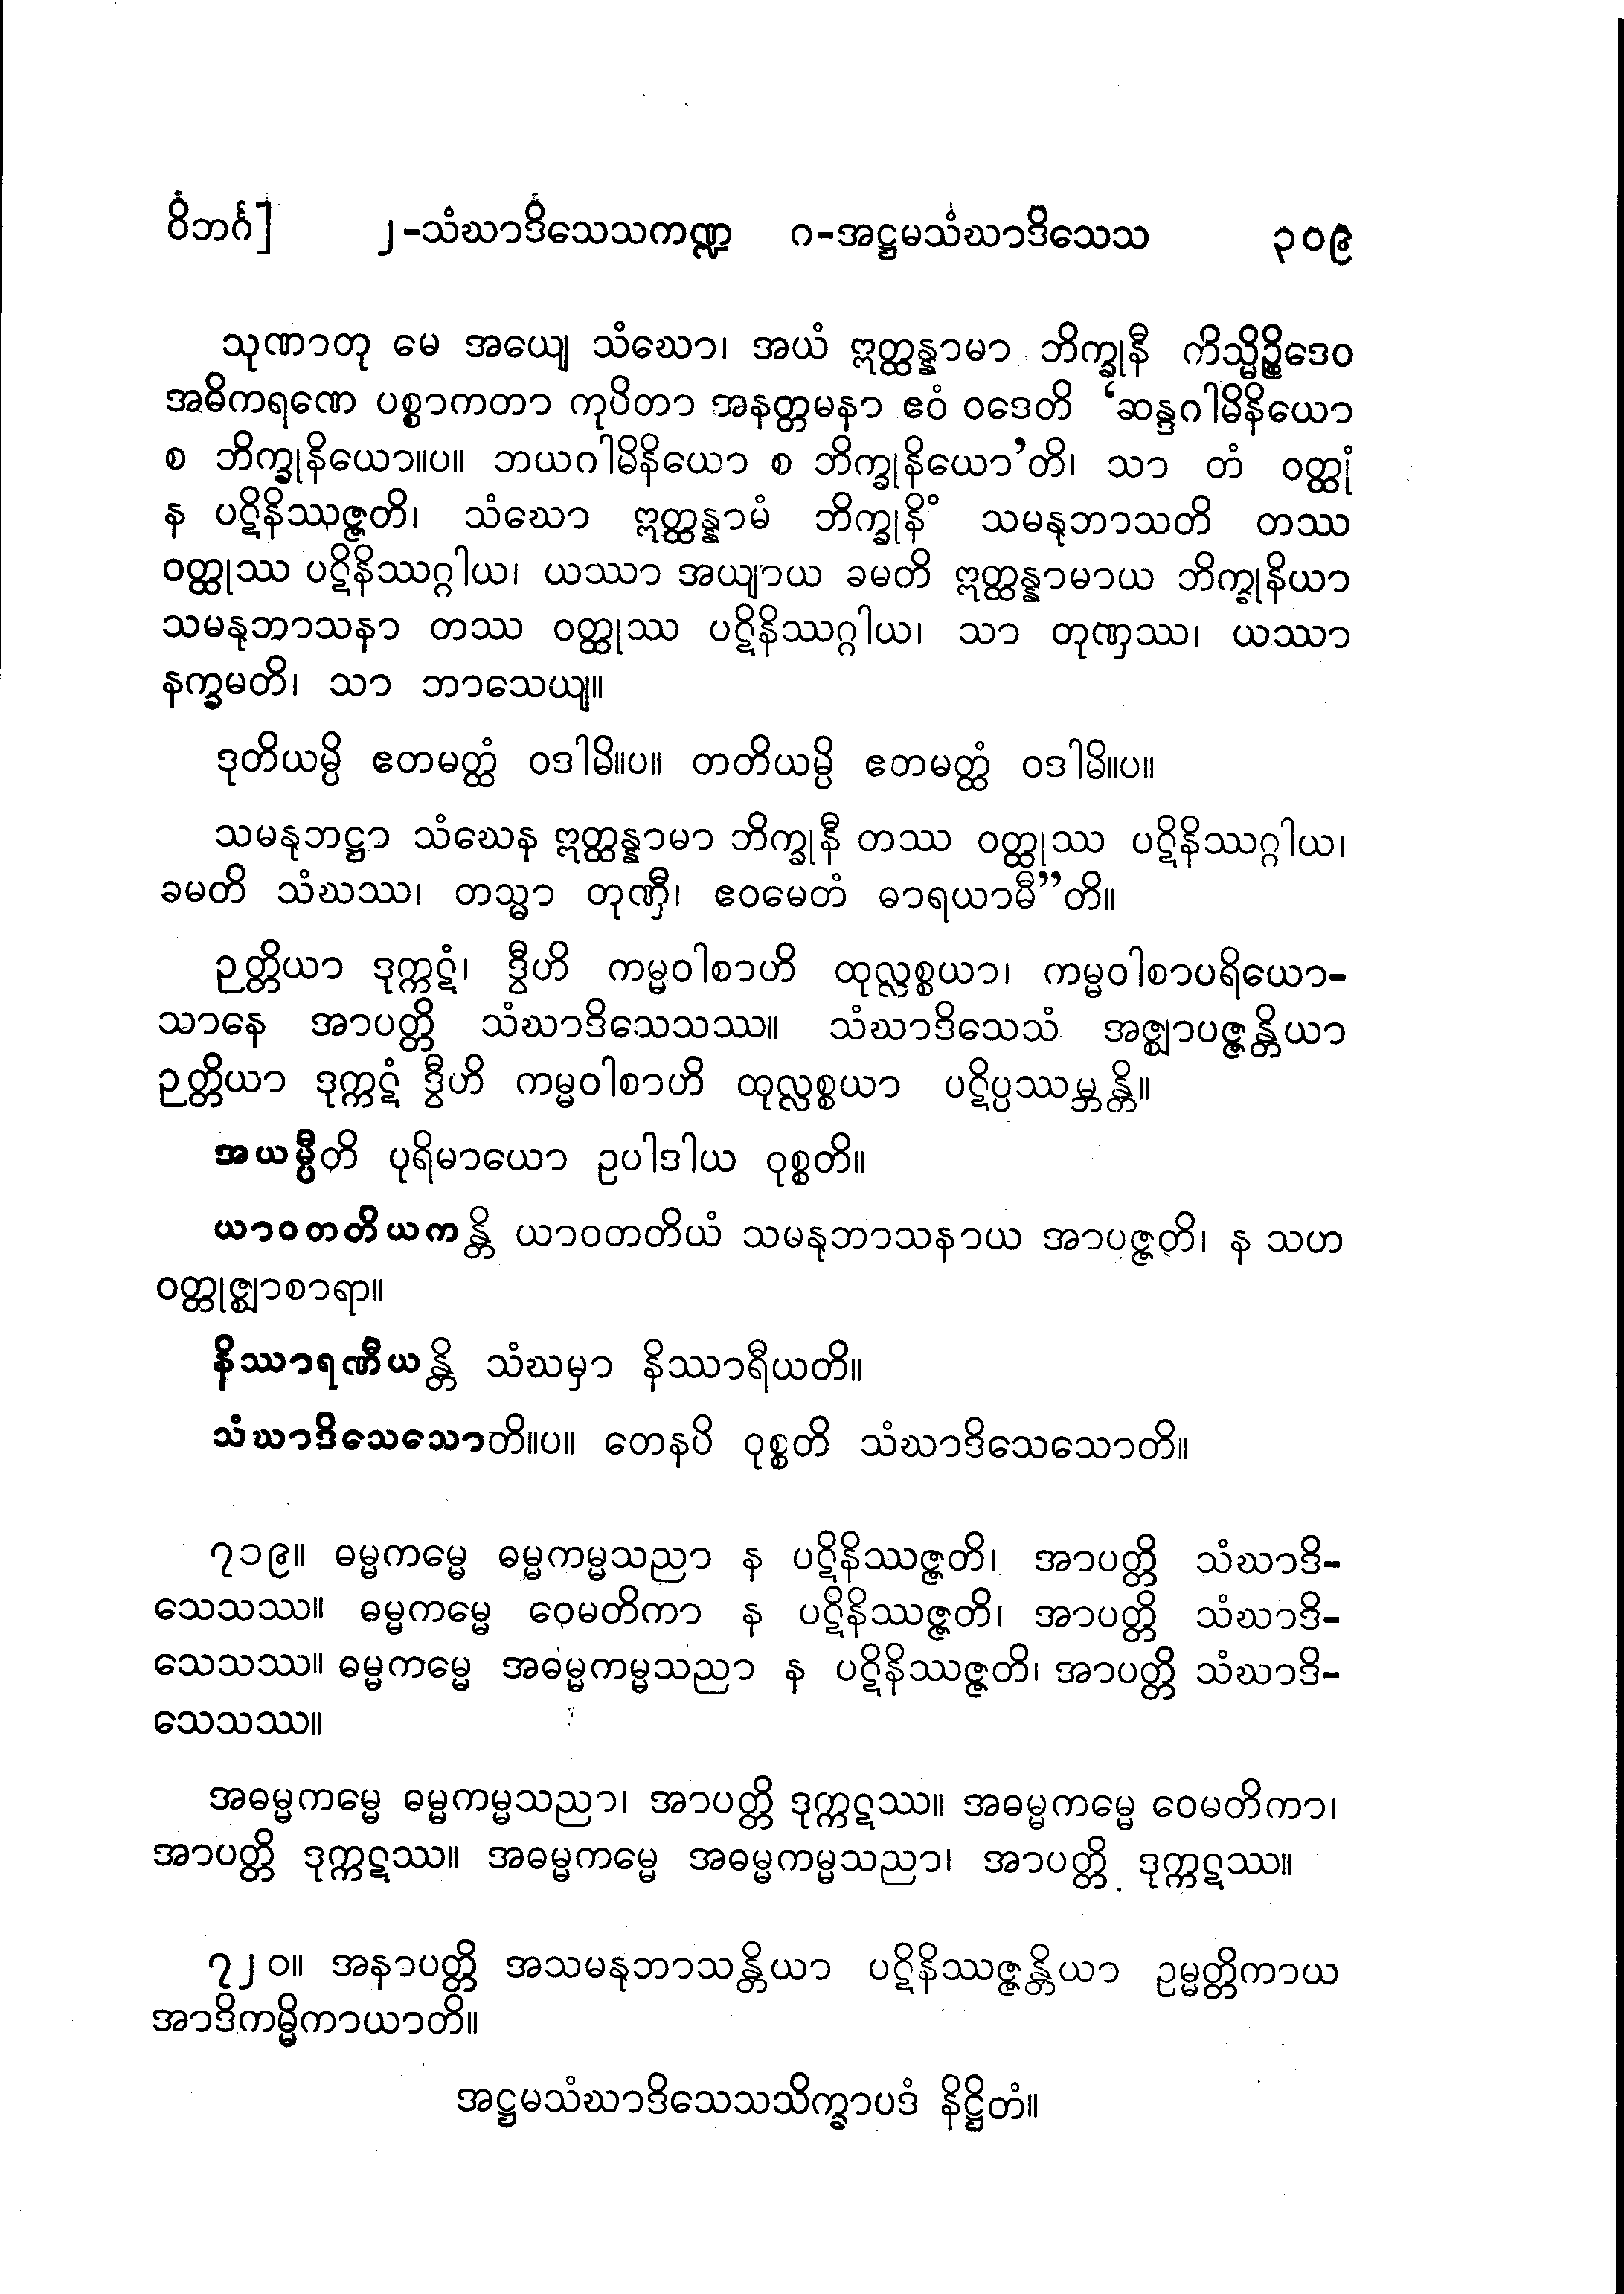 ဝိဘင်္ဂ] ၂-သံဃာဒိသေသကဏ္ဍ ဂ-အဋ္ဌမသံဃာဒိသေသ ၃၀၉
သုဏာတု မေ အယျေ သံဃော၊ အယံ ဣတ္ထန္နာမာ ဘိက္ခုနီ ကိသ္မိဉ္စိဒေဝ
အဓိကရဏေ ပစ္စာကတာ ကုပိတာ အနတ္တမနာ ဧဝံ ဝဒေတိ ‘ဆန္ဒဂါမိနိယော
စ ဘိက္ခုနိယော။ပ။ ဘယဂါမိနိယော စ ဘိက္ခုနိယော’တိ၊ သာ တံ ဝတ္ထုံ
န ပဋိနိဿဇ္ဇတိ၊ သံဃော ဣတ္ထန္နာမံ ဘိက္ခုနိံ သမနုဘာသတိ တဿ
ဝတ္ထုဿ ပဋိနိဿဂ္ဂါယ၊ ယဿာ အယျာယ ခမတိ ဣတ္ထန္နာမာယ ဘိက္ခုနိယာ
သမနုဘာသနာ တဿ ဝတ္ထုဿ ပဋိနိဿဂ္ဂါယ၊ သာ တုဏှဿ၊ ယဿာ
နက္ခမတိ၊ သာ ဘာသေယျ။
ဒုတိယမ္ပိ ဧတမတ္ထံ ဝဒါမိ။ပ။ တတိယမ္ပိ ဧတမတ္ထံ ဝဒါမိ။ပ။
သမနုဘဋ္ဌာ သံဃေန ဣတ္ထန္နာမာ ဘိက္ခုနီ တဿ ဝတ္ထုဿ ပဋိနိဿဂ္ဂါယ၊
ခမတိ သံဃဿ၊ တသ္မာ တုဏှီ၊ ဧဝမေတံ ဓာရယာမီ”တိ။
ဉတ္တိယာ ဒုက္ကဋံ၊ ဒွီဟိ ကမ္မဝါစာဟိ ထုလ္လစ္စယာ၊ ကမ္မဝါစာပရိယော-
သာနေ အာပတ္တိ သံဃာဒိသေသဿ။ သံဃာဒိသေသံ အဇ္ဈာပဇ္ဇန္တိယာ
ဉတ္တိယာ ဒုက္ကဋံ ဒွီဟိ ကမ္မဝါစာဟိ ထုလ္လစ္စယာ ပဋိပ္ပဿမ္ဘန္တိ။
အယမ္ပီတိ ပုရိမာယော ဥပါဒါယ ဝုစ္စတိ။
ယာဝတတိယကန္တိ ယာဝတတိယံ သမနုဘာသနာယ အာပဇ္ဇတိ၊ န သဟ
ဝတ္ထုဇ္ဈာစာရာ။
နိဿာရဏီယန္တိ သံဃမှာ နိဿာရီယတိ။
သံဃာဒိသေသောတိ။ပ။ တေနပိ ဝုစ္စတိ သံဃာဒိသေသောတိ။
၇၁၉။ ဓမ္မကမ္မေ ဓမ္မကမ္မသညာ န ပဋိနိဿဇ္ဇတိ၊ အာပတ္တိ သံဃာဒိ-
သေသဿ။ ဓမ္မကမ္မေ ဝေမတိကာ န ပဋိနိဿဇ္ဇတိ၊ အာပတ္တိ သံဃာဒိ-
သေသဿ။ ဓမ္မကမ္မေ အဓမ္မကမ္မသညာ န ပဋိနိဿဇ္ဇတိ၊ အာပတ္တိ သံဃာဒိ-
သေသဿ။
အဓမ္မကမ္မေ ဓမ္မကမ္မသညာ၊ အာပတ္တိ ဒုက္ကဋဿ။ အဓမ္မကမ္မေ ဝေမတိကာ၊
အာပတ္တိ ဒုက္ကဋဿ။ အဓမ္မကမ္မေ အဓမ္မကမ္မသညာ၊ အာပတ္တိ ဒုက္ကဋဿ။
၇၂၀။ အနာပတ္တိ အသမနုဘာသန္တိယာ ပဋိနိဿဇ္ဇန္တိယာ ဥမ္မတ္တိကာယ
အာဒိကမ္မိကာယာတိ။
အဋ္ဌမသံဃာဒိသေသသိက္ခာပဒံ နိဋ္ဌိတံ။